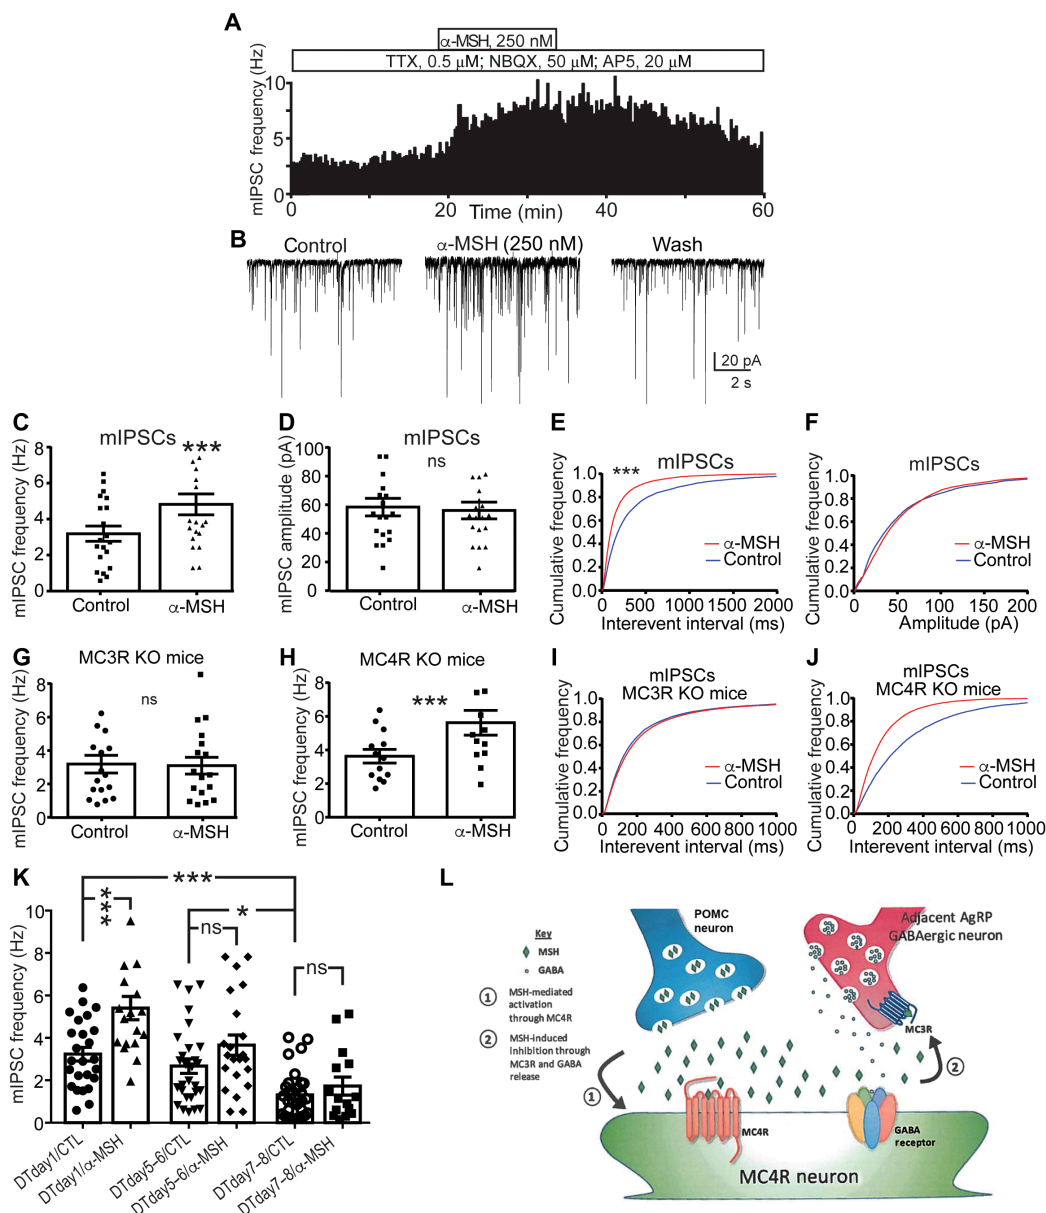 A
α-MSH, 250 nM
TTX, 0.5 µM; NBQX, 50 µM; AP5, 20 µM
mIPSC frequency (Hz)
10
5
0
0
20
40
60
Time (min)
B
Control
α-MSH (250 nM)
Wash
20 pA
2 s
C
mIPSCs
***
mIPSC frequency (Hz)
8
6
4
2
0
Control
α-MSH
D
mIPSCs
ns
mIPSC amplitude (pA)
100
80
60
40
20
0
Control
α-MSH
E
mIPSCs
***
Cumulative frequency
1.0
0.8
0.6
0.4
0.2
0.0
α-MSH
Control
0
500
1000
1500
2000
Interevent interval (ms)
F
mIPSCs
Cumulative frequency
1.0
0.8
0.6
0.4
0.2
0.0
α-MSH
Control
0
50
100
150
200
Amplitude (pA)
G
MC3R KO mice
ns
mIPSC frequency (Hz)
8
6
4
2
0
Control
α-MSH
H
MC4R KO mice
***
mIPSC frequency (Hz)
8
6
4
2
0
Control
α-MSH
I
mIPSCs
MC3R KO mice
Cumulative frequency
1.0
0.8
0.6
0.4
0.2
0.0
α-MSH
Control
0
200
400
600
800
1000
Interevent interval (ms)
J
mIPSCs
MC4R KO mice
Cumulative frequency
1.0
0.8
0.6
0.4
0.2
0.0
α-MSH
Control
0
200
400
600
800
1000
Interevent interval (ms)
K
***
***
*
ns
ns
mIPSC frequency (Hz)
10
8
6
4
2
0
DTday1/CTL
DTday1/α-MSH
DTday5–6/CTL
DTday5–6/α-MSH
DTday7–8/CTL
DTday7–8/α-MSH
L
POMC
neuron
Adjacent AgRP
GABAergic neuron
Key
MSH
GABA
1
MSH-mediated
activation
through MC4R
2
MSH-induced
inhibition through
MC3R and GABA
release
MC3R
1
2
MC4R
GABA
receptor
MC4R neuron